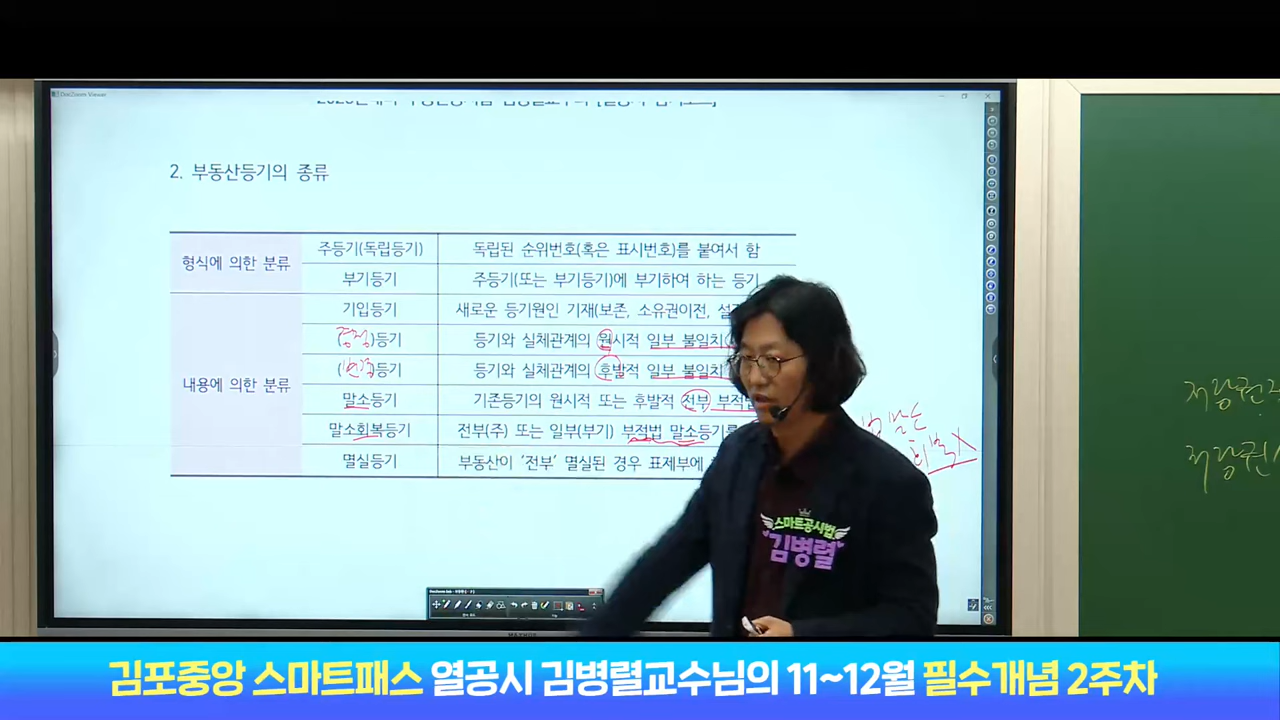 DocZoom Viewer
2. 부동산등기의 종류
형식에 의한 분류
주등기(독립등기)
독립된 순위번호(혹은 표시번호)를 붙여서 함
부기등기
주등기(또는 부기등기)에 부기하여 하는 등기
내용에 의한 분류
기입등기
새로운 등기원인 기재(보존, 소유권이전,
(경정)등기
등기와 실체관계의 원시적 일부 불일치
(변경)등기
등기와 실체관계의 후발적 일부 불일치
말소등기
기존등기의 원시적 또는 후발적 전부
말소회복등기
전부(주) 또는 일부(부기) 부적법 말소등기
멸실등기
부동산이 '전부' 멸실된 경우 표제부에
스마트공시법
김병렬
김포중앙 스마트패스 열공시 김병렬교수님의 11~12월 필수개념 2주차